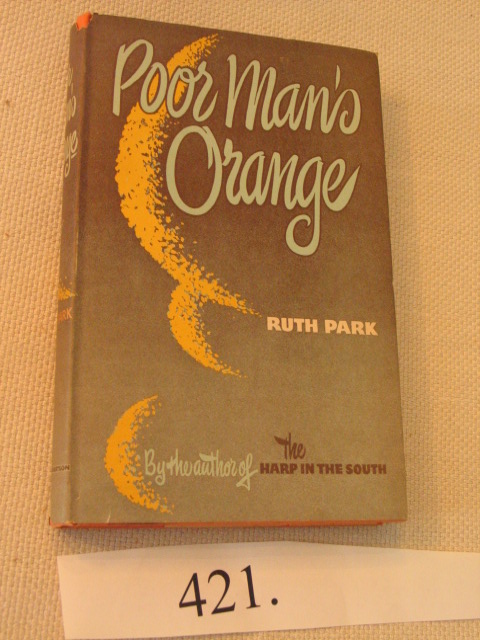 Poor Man's
Orange
RUTH PARK
By the author of The
HARP IN THE SOUTH
421.